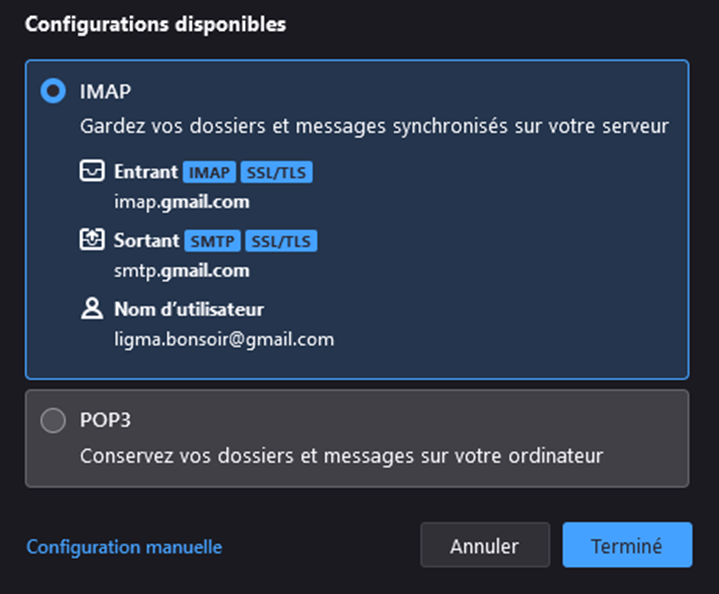 Configurations disponibles
IMAP
Gardez vos dossiers et messages synchronisés sur votre serveur
Entrant IMAP SSL/TLS
imap.gmail.com
Sortant SMTP SSL/TLS
smtp.gmail.com
Nom d’utilisateur
ligma.bonsoir@gmail.com
POP3
Conservez vos dossiers et messages sur votre ordinateur
Configuration manuelle Annuler Terminé